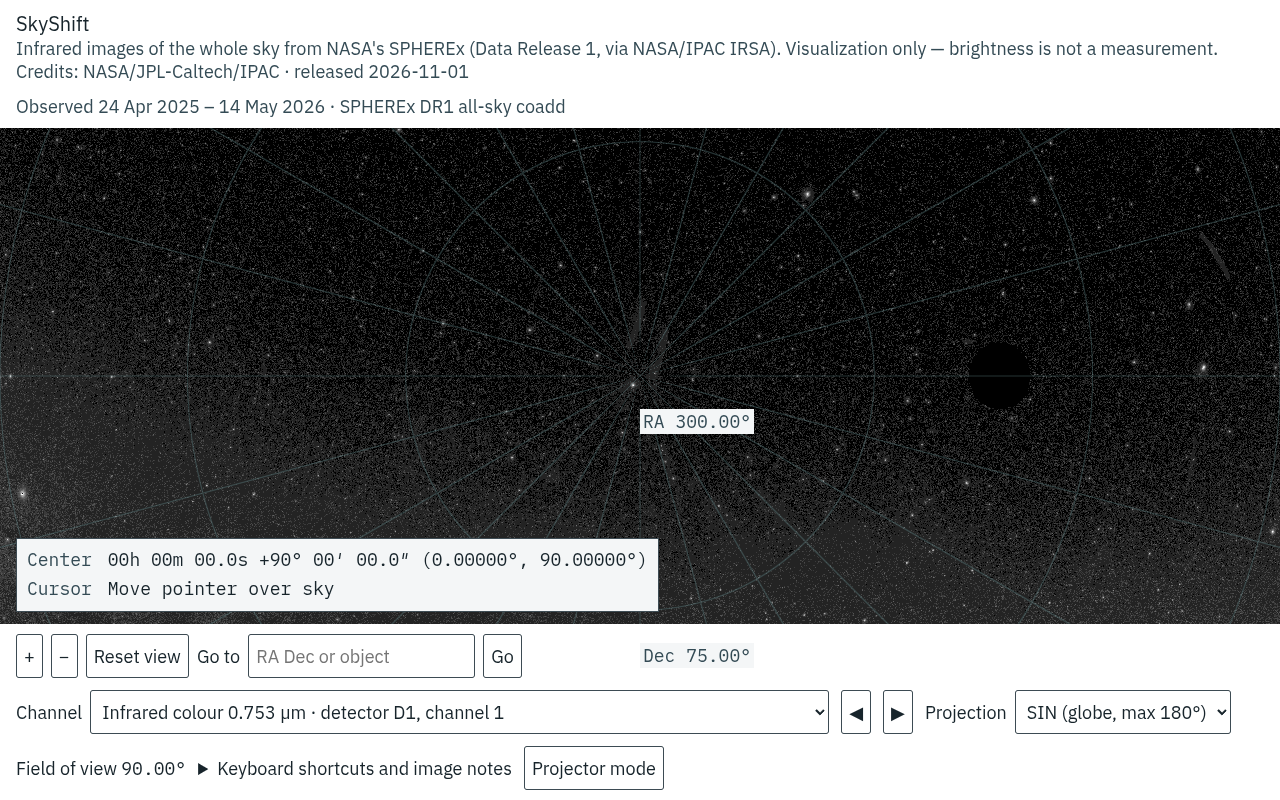 SkyShift
Infrared images of the whole sky from NASA's SPHEREx (Data Release 1, via NASA/IPAC IRSA). Visualization only — brightness is not a measurement.
Credits: NASA/JPL-Caltech/IPAC · released 2026-11-01
Observed 24 Apr 2025 – 14 May 2026 · SPHEREx DR1 all-sky coadd
RA 300.00°
Center 00h 00m 00.0s +90° 00′ 00.0″ (0.00000°, 90.00000°)
Cursor Move pointer over sky
+ − Reset view Go to RA Dec or object Go
Dec 75.00°
Channel Infrared colour 0.753 µm · detector D1, channel 1 ◀ ▶ Projection SIN (globe, max 180°)
Field of view 90.00° ▶ Keyboard shortcuts and image notes Projector mode